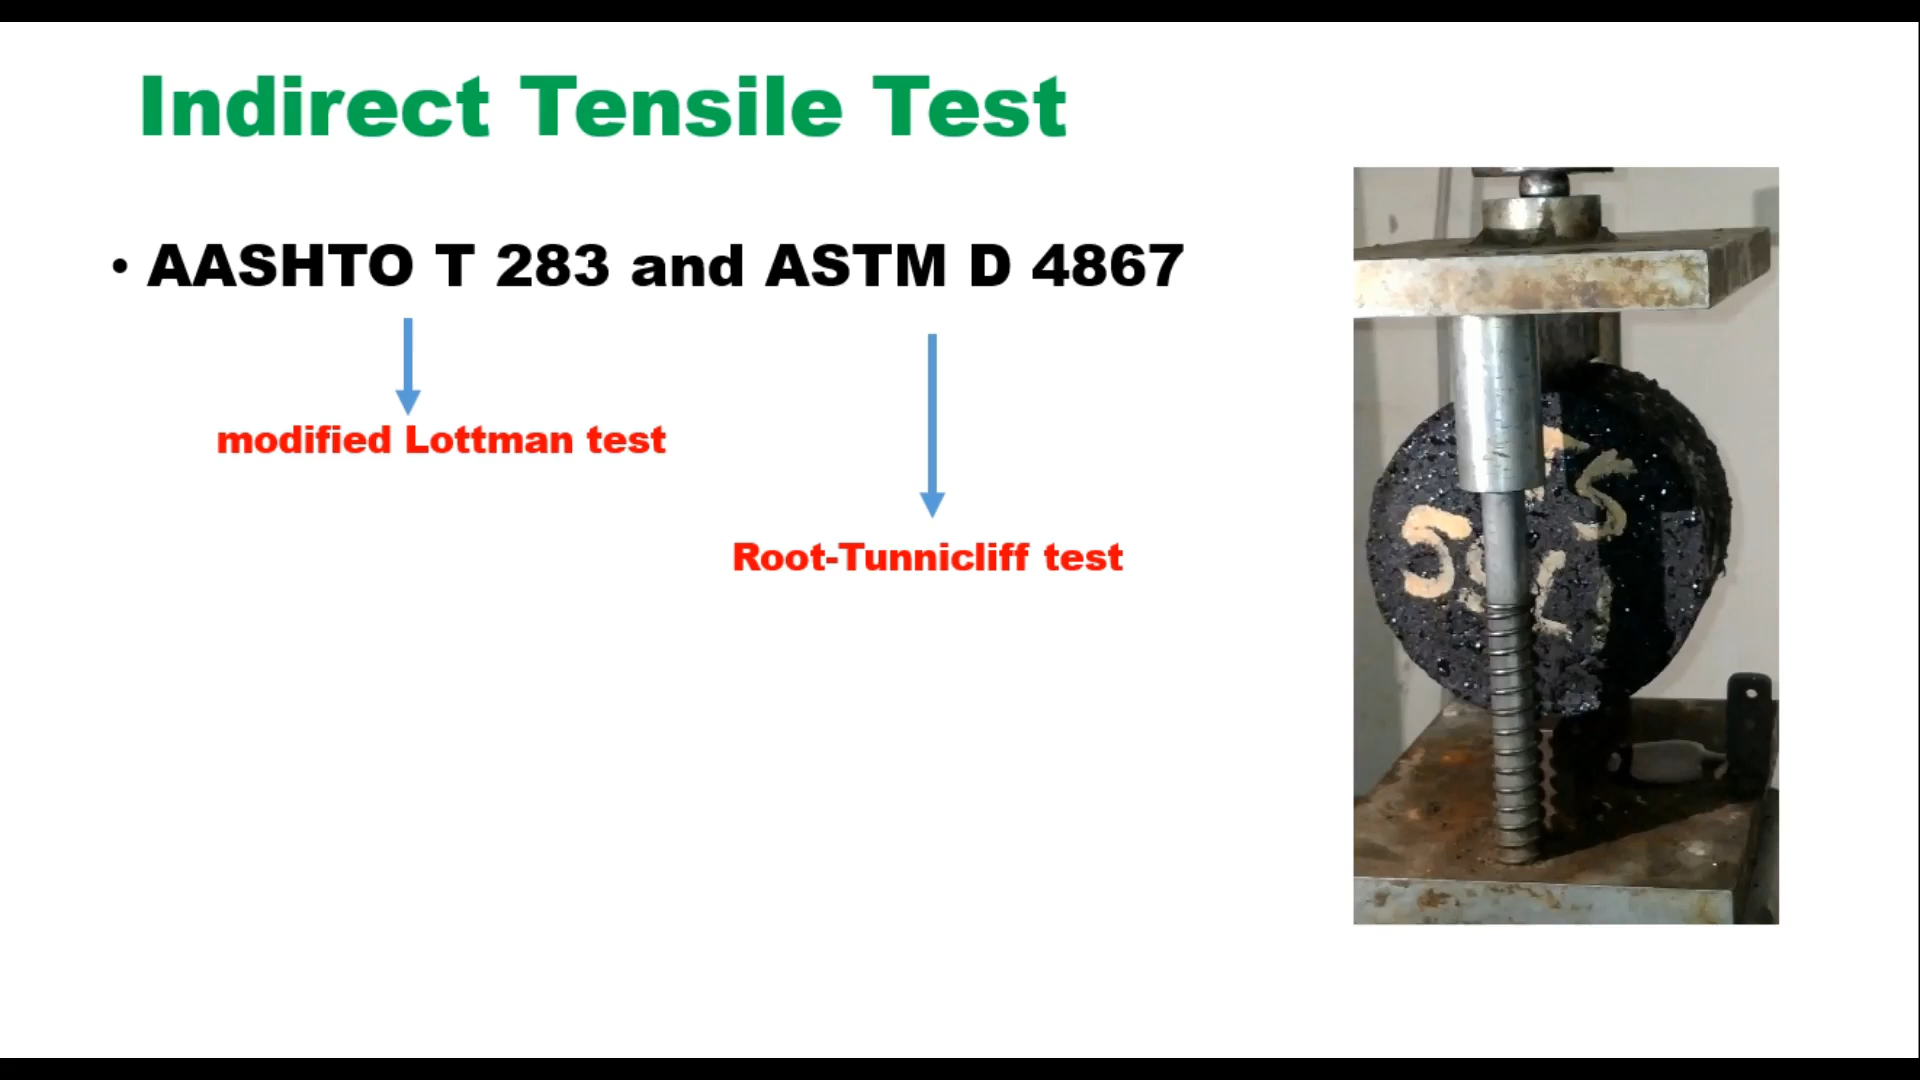 Indirect Tensile Test
• AASHTO T 283 and ASTM D 4867
modified Lottman test
Root-Tunnicliff test